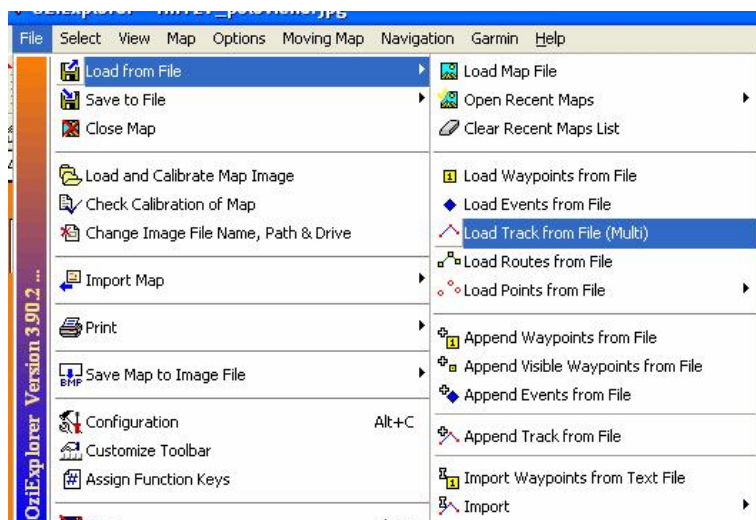 File Select View Map Options Moving Map Navigation Garmin Help
Load from File
Save to File
Close Map
Load and Calibrate Map Image
Check Calibration of Map
Change Image File Name, Path & Drive
Import Map
Print
Save Map to Image File
Configuration Alt+C
Customize Toolbar
Assign Function Keys
OziExplorer Version 3.90.2 ...
Load Map File
Open Recent Maps
Clear Recent Maps List
Load Waypoints from File
Load Events from File
Load Track from File (Multi)
Load Routes from File
Load Points from File
Append Waypoints from File
Append Visible Waypoints from File
Append Events from File
Append Track from File
Import Waypoints from Text File
Import